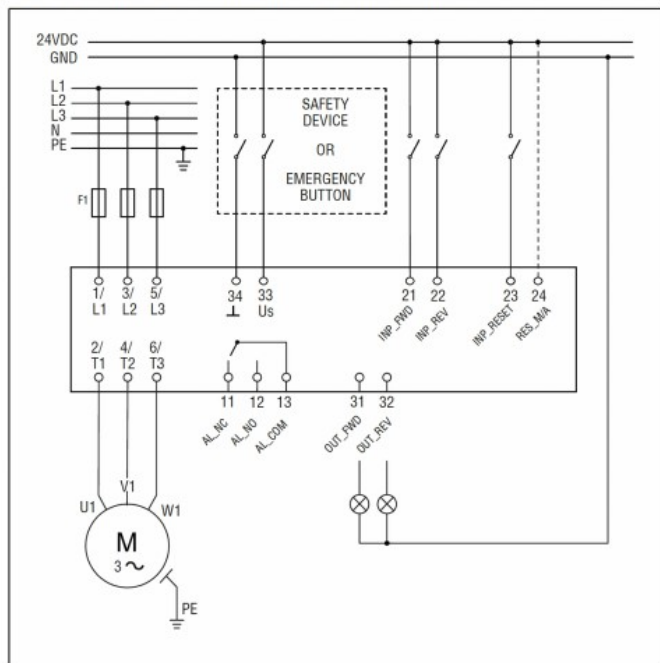 24VDC
GND
L1
L2
L3
N
PE
SAFETY
DEVICE
OR
EMERGENCY
BUTTON
F1
1/
L1
3/
L2
5/
L3
34
⊥
33
Us
21
INP_FWD
22
INP_REV
23
INP_RESET
24
RES_M/A
2/
T1
4/
T2
6/
T3
11
AL_NC
12
AL_NO
13
AL_COM
31
OUT_FWD
32
OUT_REV
U1
V1
W1
M
3 ~
PE